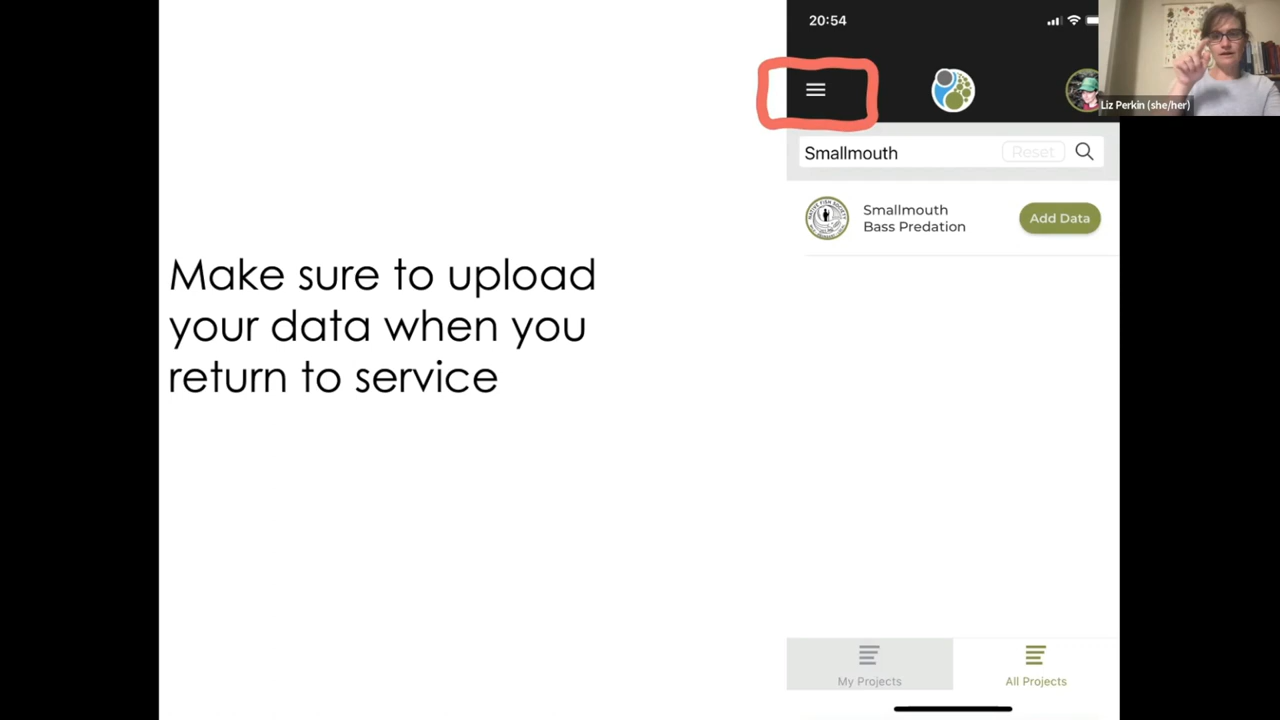 20:54
Liz Perkin (she/her)
Smallmouth
Reset
Smallmouth
Bass Predation
Add Data
Make sure to upload
your data when you
return to service
My Projects
All Projects